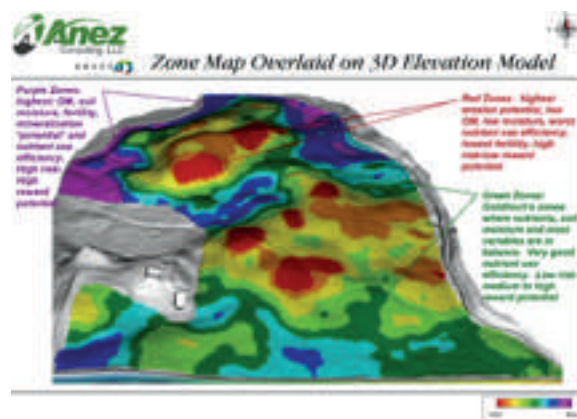 Anez
Consulting, LLC
Zone Map Overlaid on 3D Elevation Model
Purple Zones:
highest OM, soil
moisture, fertility,
mineralization
"potential" and
nutrient use
efficiency.
High risk-
High
reward
potential
Red Zones: highest
erosion potential, low
OM, low moisture, worst
nutrient use efficiency,
lowest fertility, high
reward
potential
Green Zones:
Goldilock's zones
where nutrients, soil
moisture and most
variables are in
balance. Very good
nutrient use
efficiency. Low risk
medium to high
reward potential